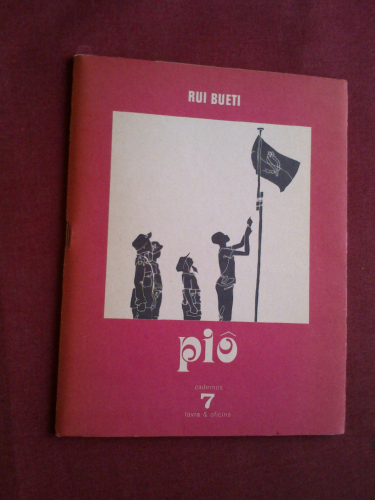 RUI BUETI
piô
cadernos
7
lavra & oficina